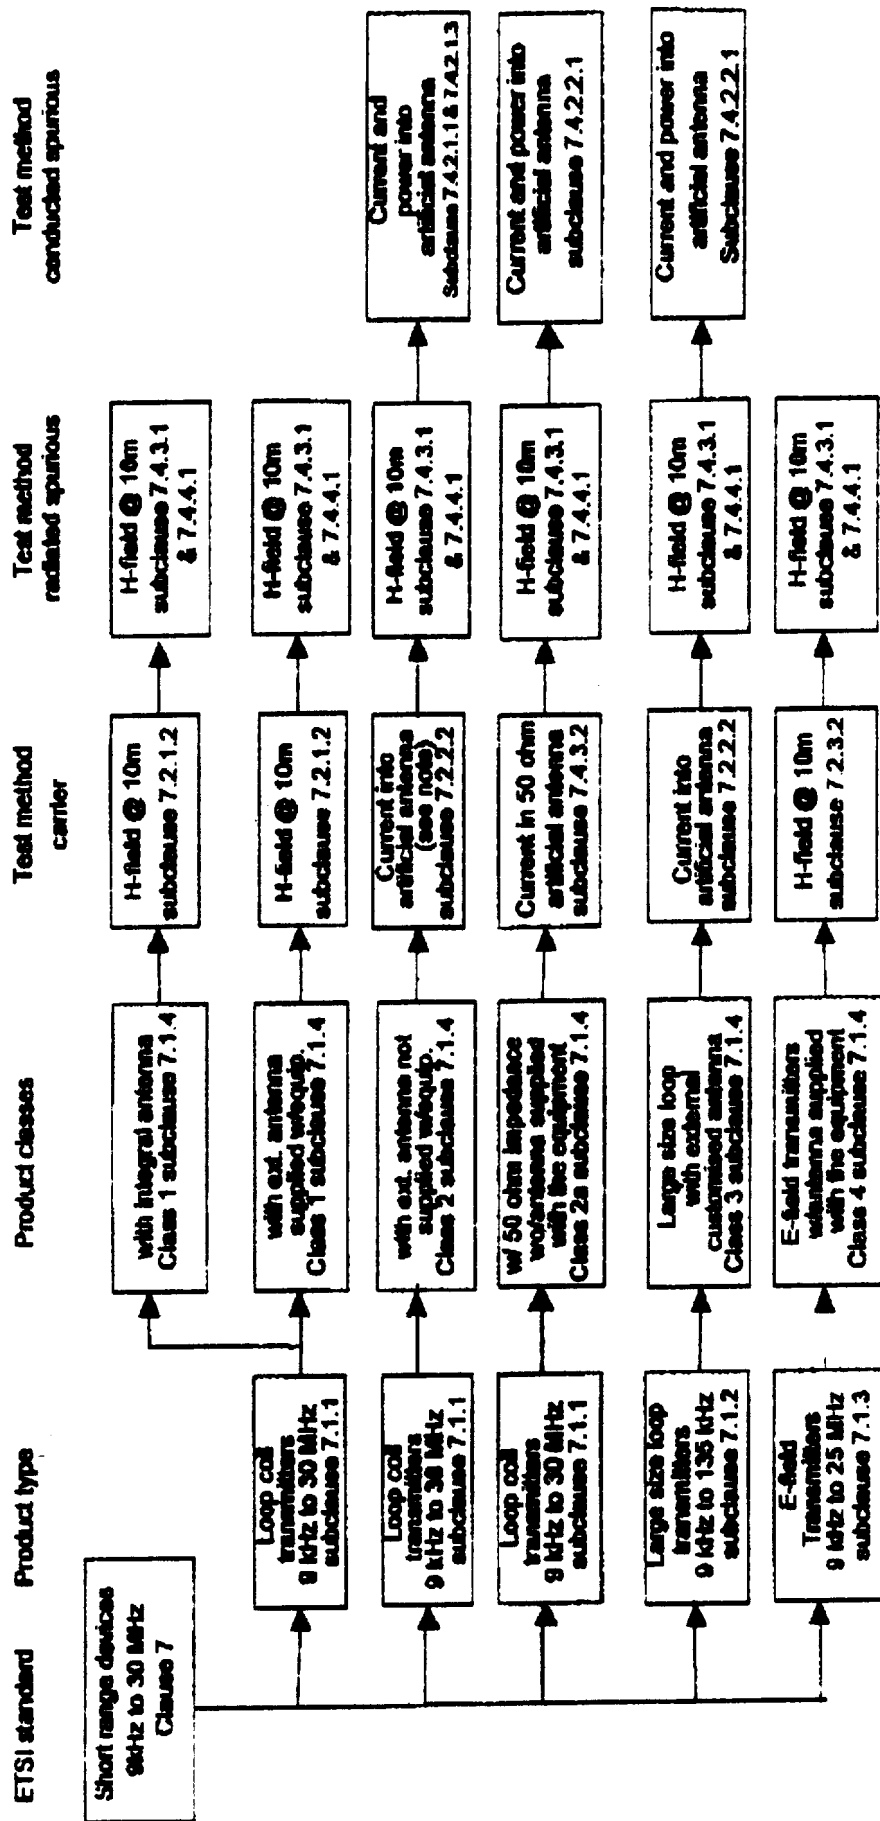 ETSI standard
Product type
Product classes
Test method
carrier
Test method
radiated spurious
Test method
conducted spurious
Short range devices
9kHz to 30 MHz
Clause 7
with integral antenna
Class 1 subclause 7.1.4
H-field @ 10m
subclause 7.2.1.2
H-field @ 10m
subclause 7.4.3.1
& 7.4.4.1
Loop coil
transmitters
9 kHz to 30 MHz
subclause 7.1.1
with ext. antenna
supplied w/equip.
Class 1 subclause 7.1.4
H-field @ 10m
subclause 7.2.1.2
H-field @ 10m
subclause 7.4.3.1
& 7.4.4.1
Loop coil
transmitters
9 kHz to 30 MHz
subclause 7.1.1
with ext. antenna not
supplied w/equip.
Class 2 subclause 7.1.4
Current into
artificial antenna
(see note)
subclause 7.2.2.2
H-field @ 10m
subclause 7.4.3.1
& 7.4.4.1
Current and
power into
artificial antenna
Subclause 7.4.2.1.1 & 7.4.2.1.3
Loop coil
transmitters
9 kHz to 30 MHz
subclause 7.1.1
w/ 50 ohm impedance
wo/antenna supplied
with the equipment
Class 2a subclause 7.1.4
Current in 50 ohm
artificial antenna
subclause 7.4.3.2
H-field @ 10m
subclause 7.4.3.1
& 7.4.4.1
Current and power into
artificial antenna
subclause 7.4.2.2.1
Large size loop
transmitters
9 kHz to 135 kHz
subclause 7.1.2
Large size loop
with external
customised antenna
Class 3 subclause 7.1.4
Current into
artificial antenna
subclause 7.2.2.2
H-field @ 10m
subclause 7.4.3.1
& 7.4.4.1
Current and power into
artificial antenna
Subclause 7.4.2.2.1
E-field
Transmitters
9 kHz to 25 MHz
subclause 7.1.3
E-field transmitters
w/antenna supplied
with the equipment
Class 4 subclause 7.1.4
H-field @ 10m
subclause 7.2.3.2
H-field @ 10m
subclause 7.4.3.1
& 7.4.4.1